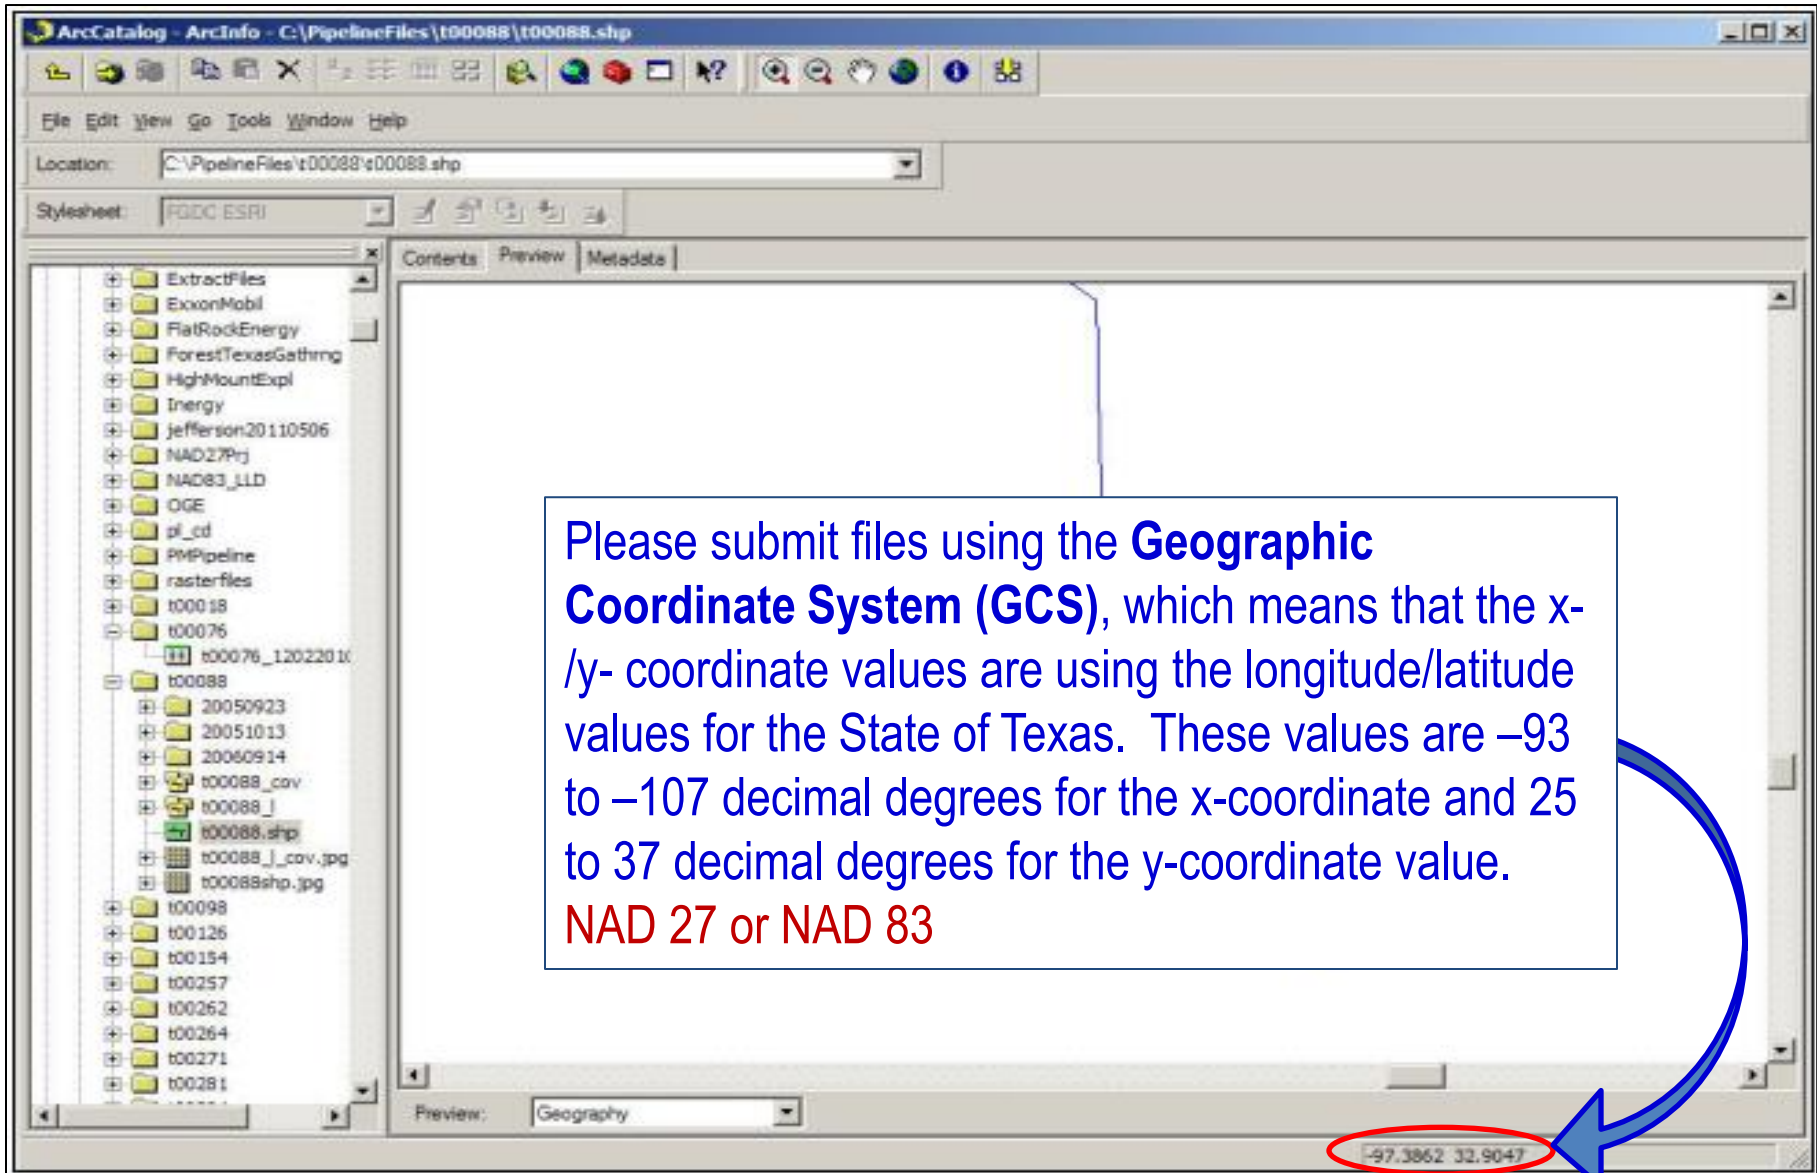 ArcCatalog - ArcInfo - C:\PipelineFiles\t00088\t00088.shp
File Edit View Go Tools Window Help
Location: C:\PipelineFiles\t00088\t00088.shp
Stylesheet: FGDC ESRI
Contents Preview Metadata
ExtractFiles
ExxonMobil
FlatRockEnergy
ForestTexasGathrng
HighMountExpl
Inergy
jefferson20110506
NAD27Prj
NAD83_LLD
OGE
pl_cd
PMPipeline
rasterfiles
t00018
t00076
t00076_1202201
t00088
20050923
20051013
20060914
t00088_cov
t00088_l
t00088.shp
t00088_l_cov.jpg
t00088shp.jpg
t00098
t00126
t00154
t00257
t00262
t00264
t00271
t00281
Please submit files using the Geographic
Coordinate System (GCS), which means that the x-
/y- coordinate values are using the longitude/latitude
values for the State of Texas. These values are –93
to –107 decimal degrees for the x-coordinate and 25
to 37 decimal degrees for the y-coordinate value.
NAD 27 or NAD 83
Preview: Geography
-97.3862 32.9047